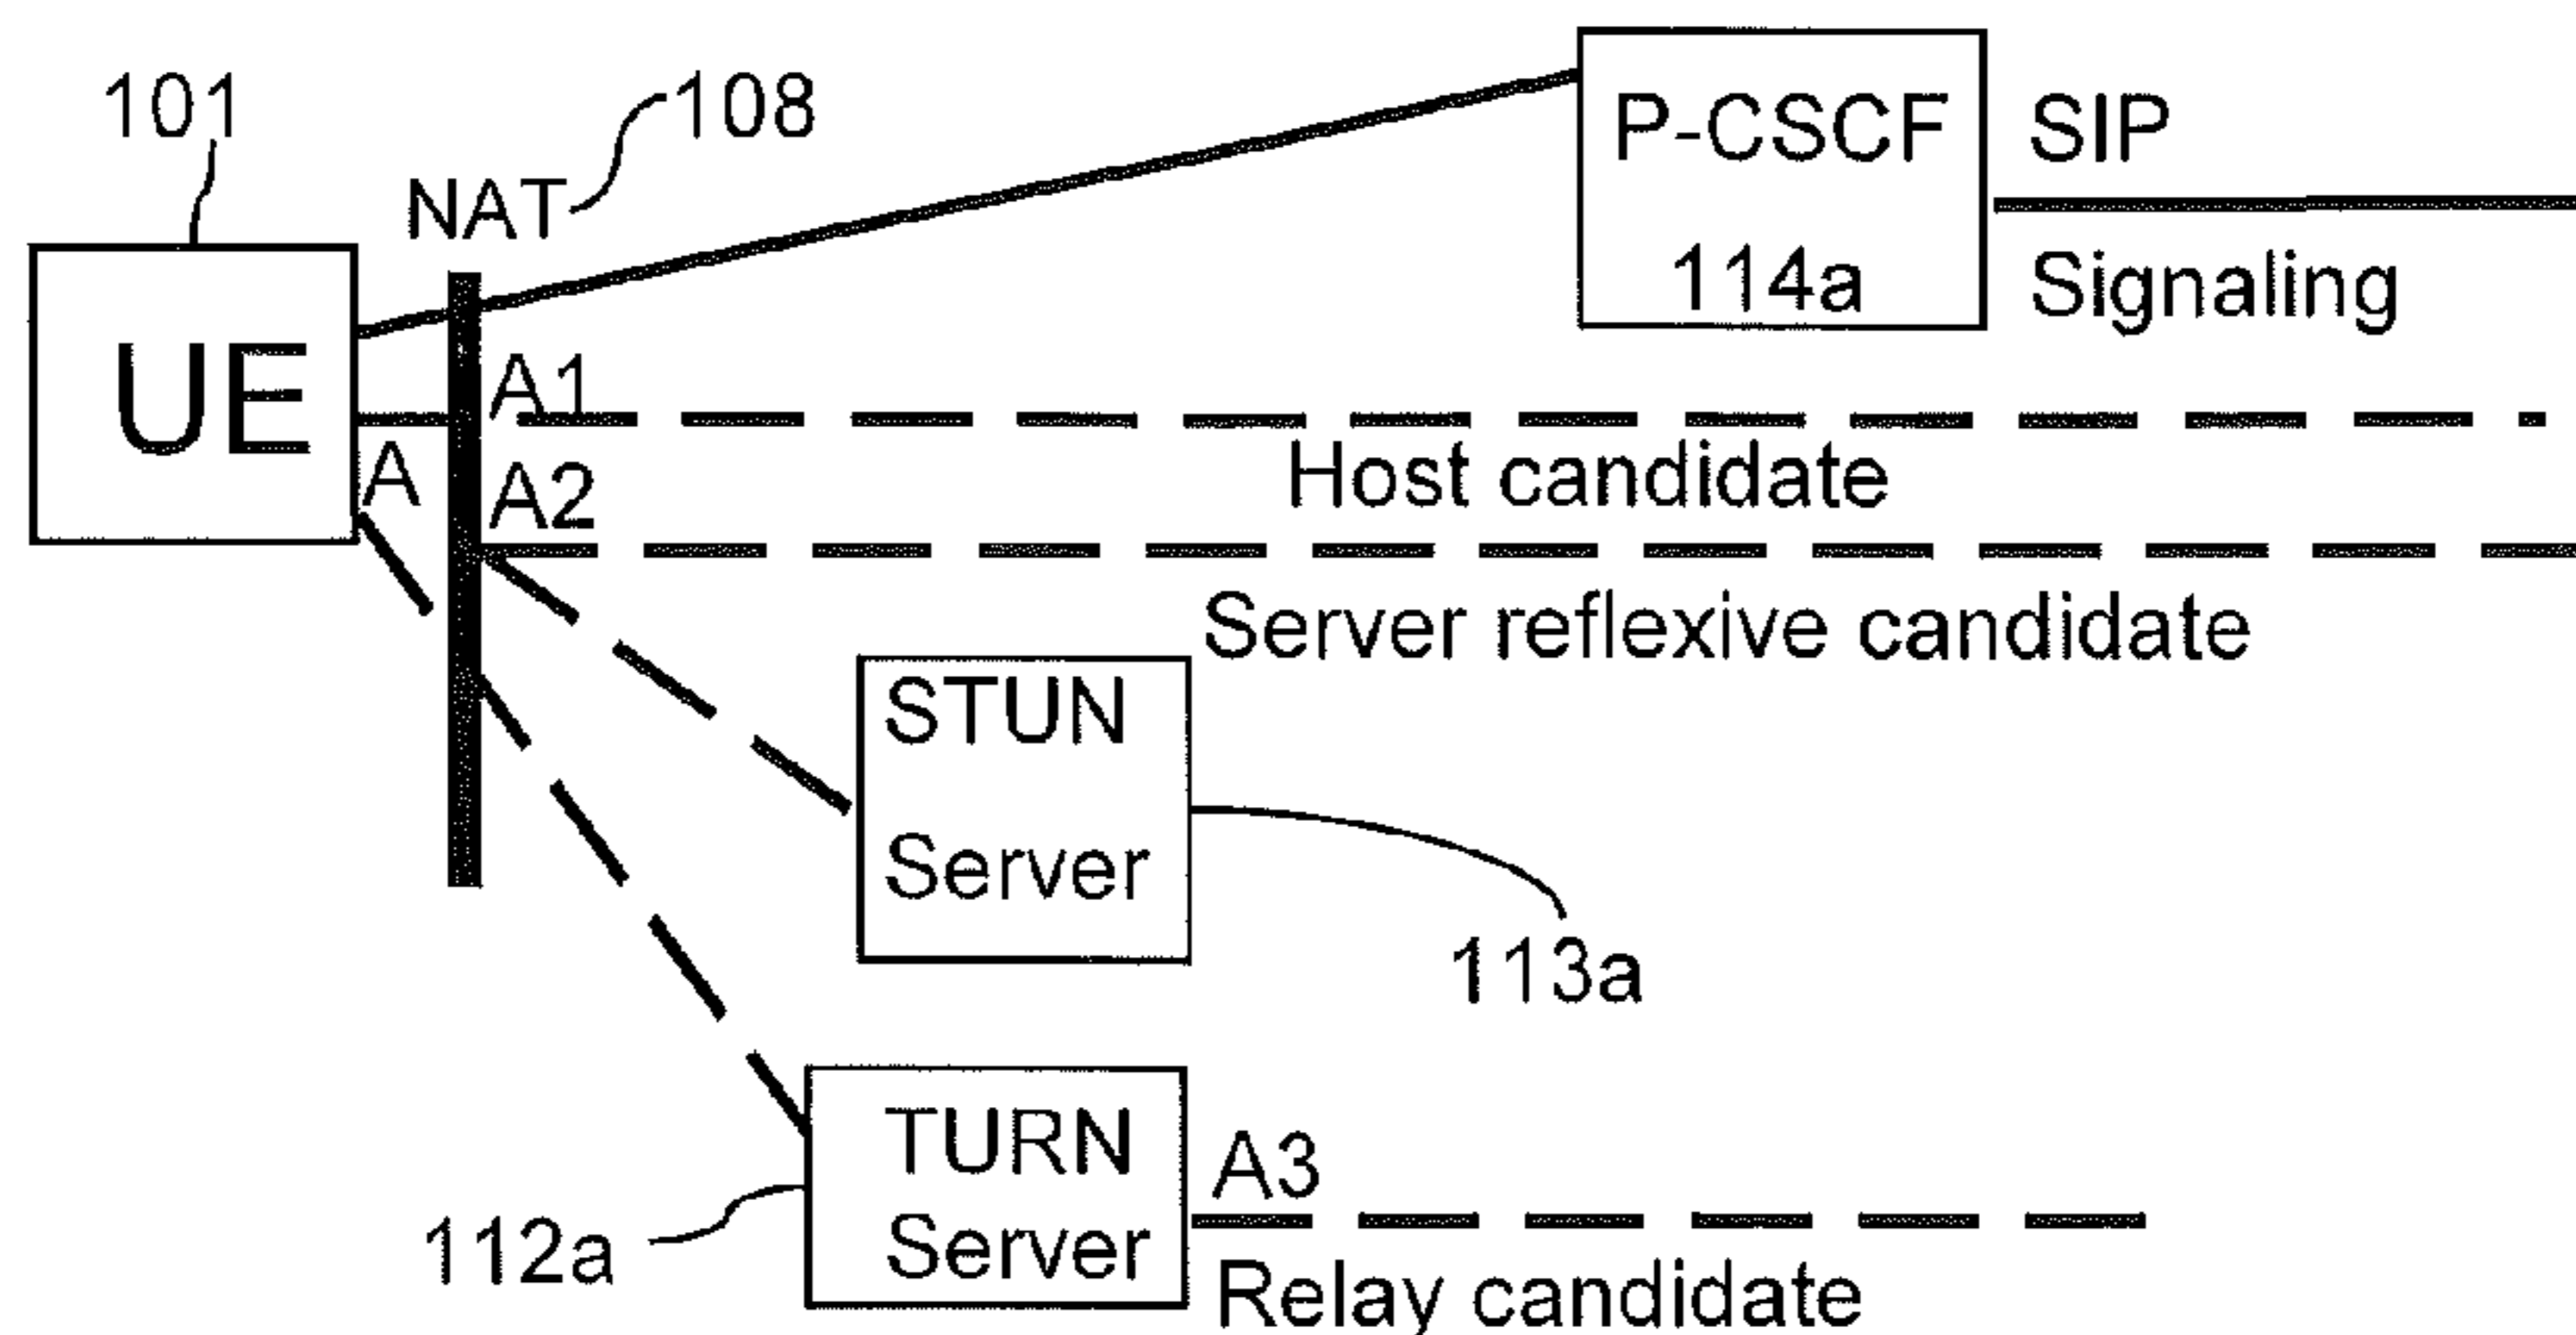 101
NAT
108
P-CSCF
114a
SIP
Signaling
UE
A
A1
Host candidate
A2
Server reflexive candidate
STUN
Server
113a
TURN
Server
112a
A3
Relay candidate